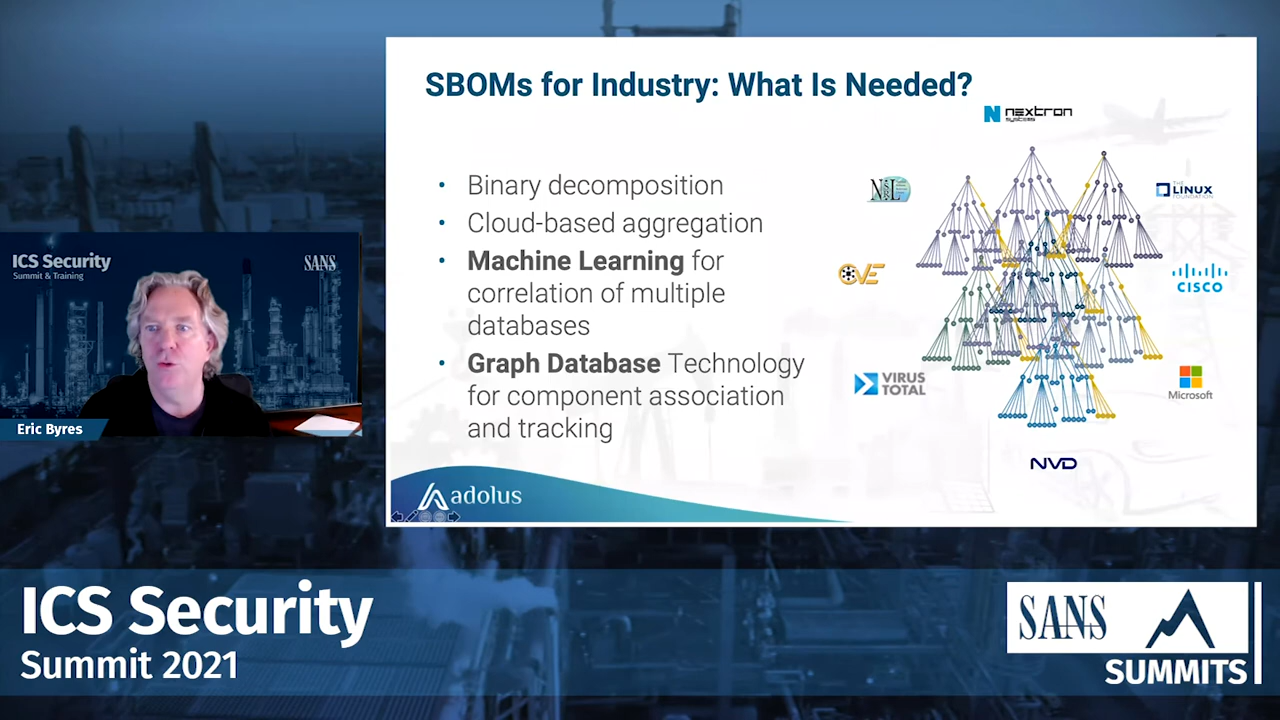 SBOMs for Industry: What Is Needed?
nextron
systems
• Binary decomposition
• Cloud-based aggregation
• Machine Learning for
correlation of multiple
databases
• Graph Database Technology
for component association
and tracking
NSRL
THE
LINUX
FOUNDATION
CVE
CISCO
VIRUS
TOTAL
Microsoft
NVD
adolus
ICS Security
Summit & Training
SANS
Eric Byres
ICS Security
Summit 2021
SANS
SUMMITS